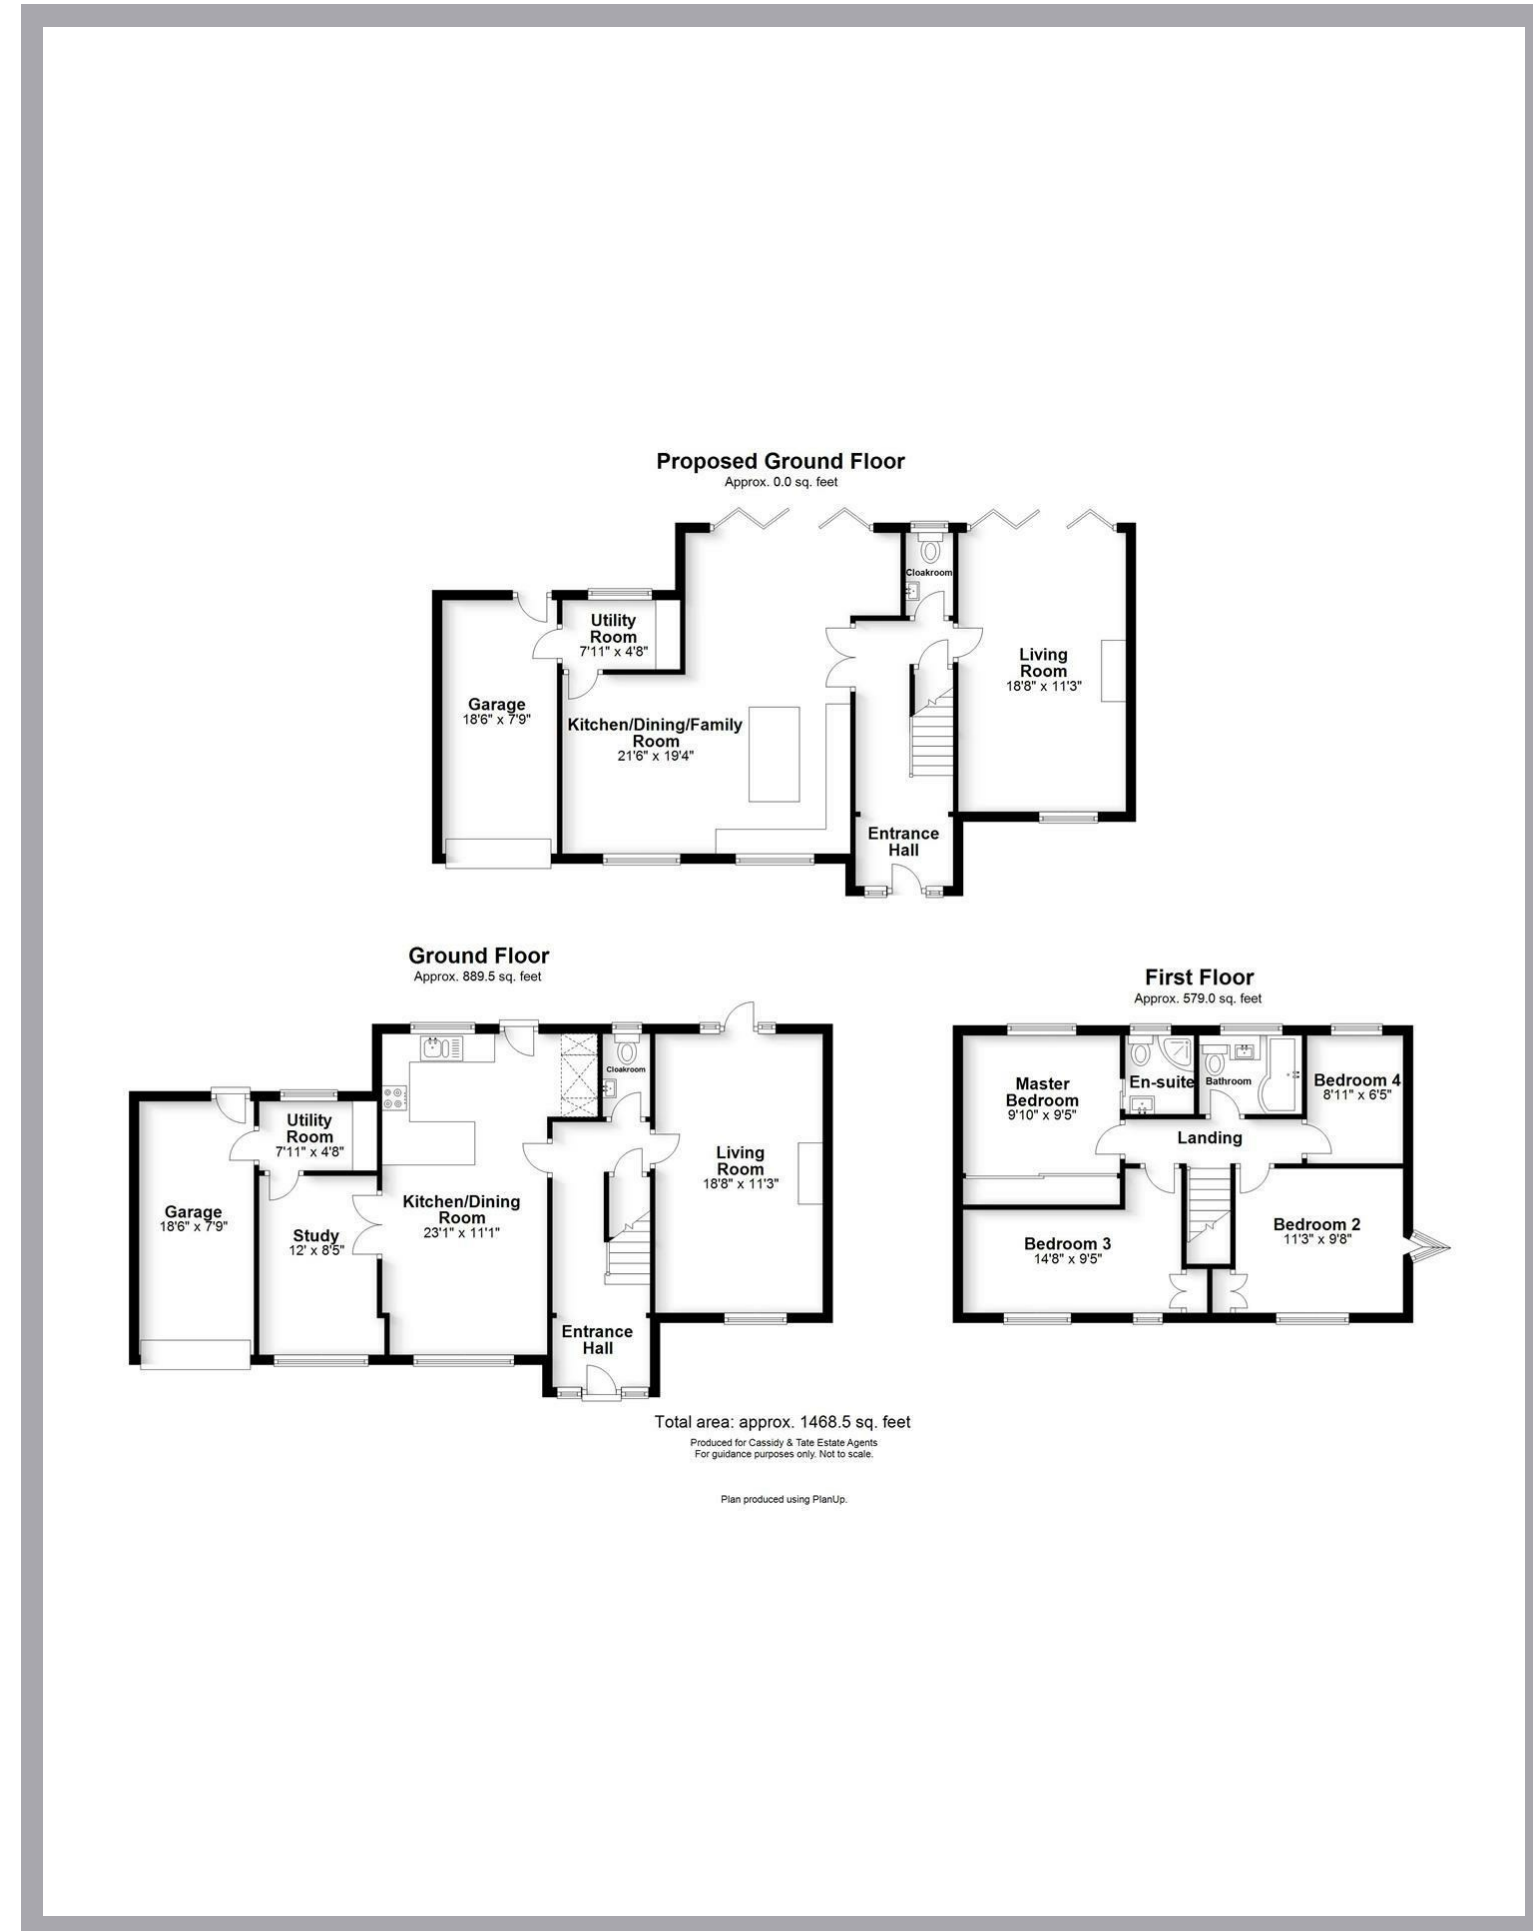 Proposed Ground Floor
Approx. 0.0 sq. feet
Cloakroom
Utility
Room
7'11" x 4'8"
Living
Room
18'8" x 11'3"
Garage
18'6" x 7'9"
Kitchen/Dining/Family
Room
21'6" x 19'4"
Entrance
Hall
Ground Floor
Approx. 889.5 sq. feet
Cloakroom
Utility
Room
7'11" x 4'8"
Living
Room
18'8" x 11'3"
Garage
18'6" x 7'9"
Study
12' x 8'5"
Kitchen/Dining
Room
23'1" x 11'1"
Entrance
Hall
First Floor
Approx. 579.0 sq. feet
Master
Bedroom
9'10" x 9'5"
En-suite
Bathroom
Bedroom 4
8'11" x 6'5"
Landing
Bedroom 3
14'8" x 9'5"
Bedroom 2
11'3" x 9'8"
Total area: approx. 1468.5 sq. feet
Produced for Cassidy & Tate Estate Agents
For guidance purposes only. Not to scale.
Plan produced using PlanUp.